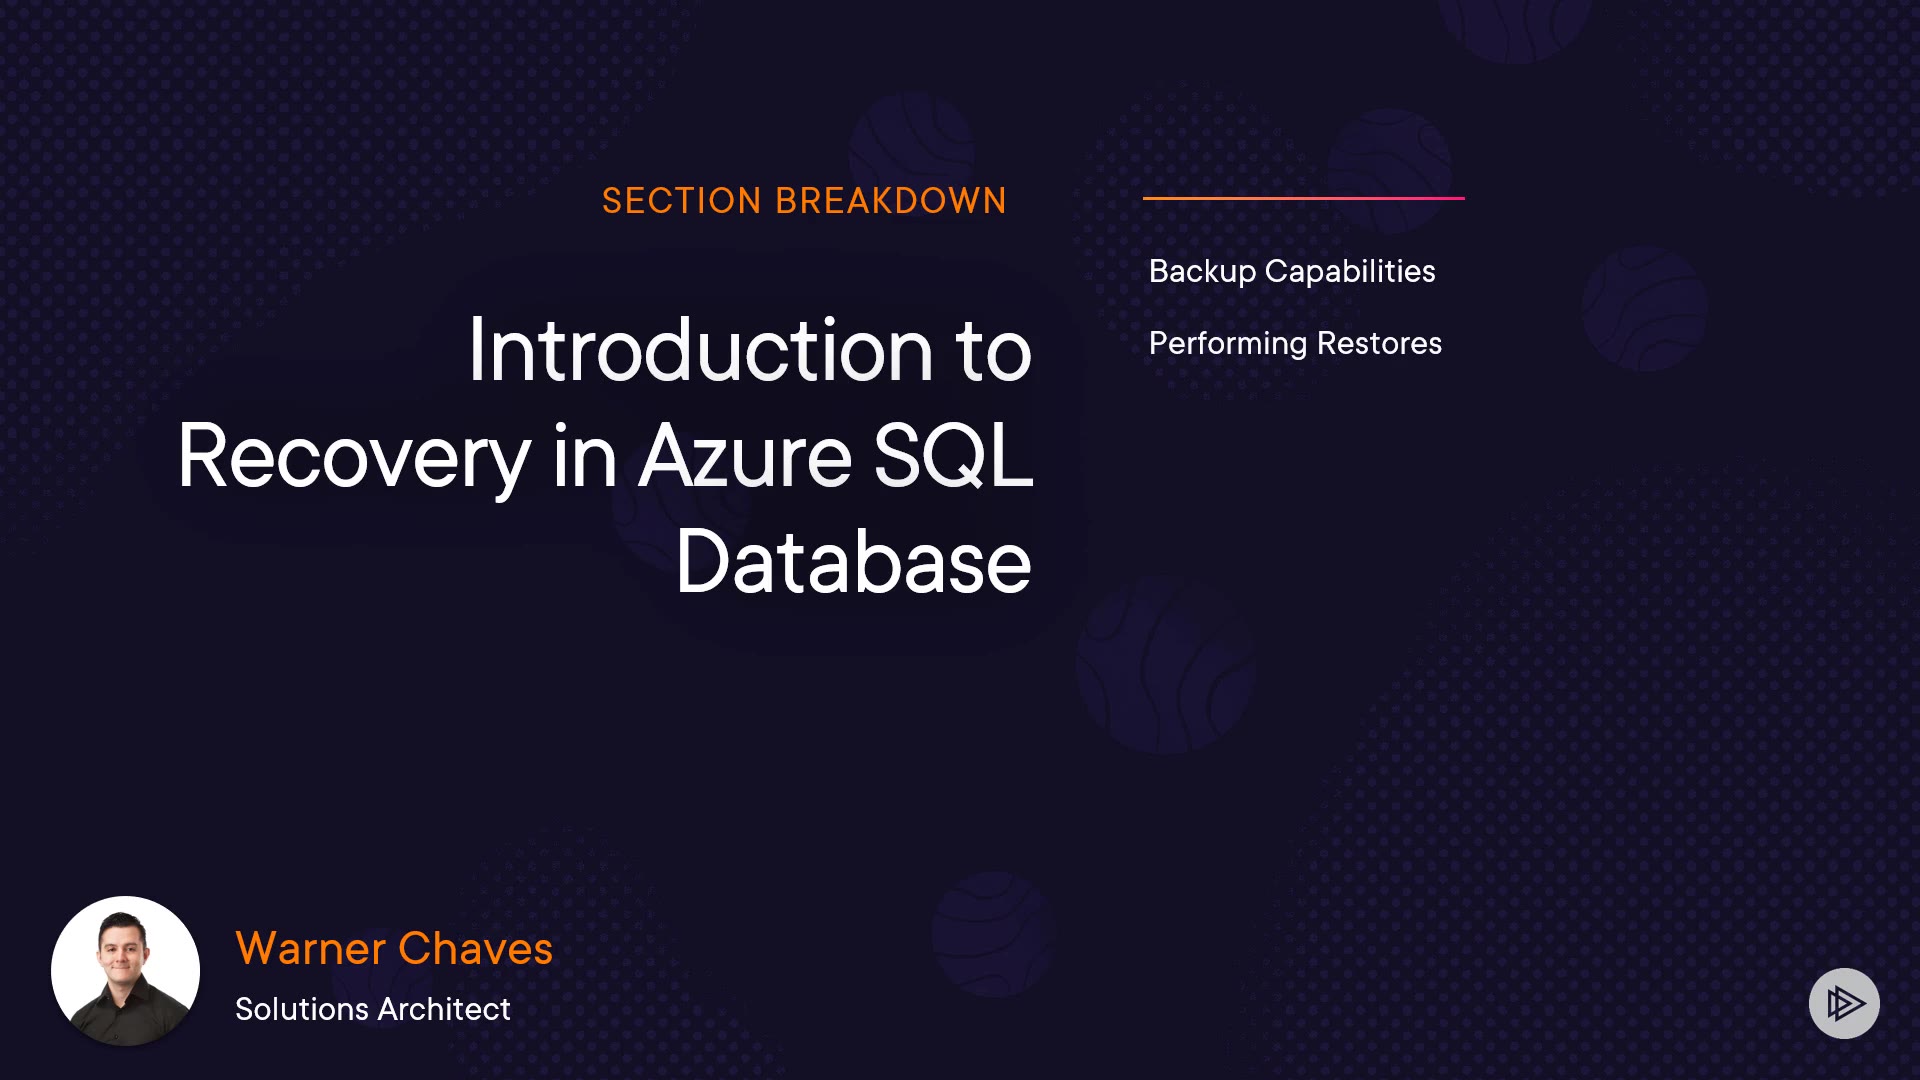 SECTION BREAKDOWN
Introduction to
Recovery in Azure SQL
Database
Backup Capabilities
Performing Restores
Warner Chaves
Solutions Architect